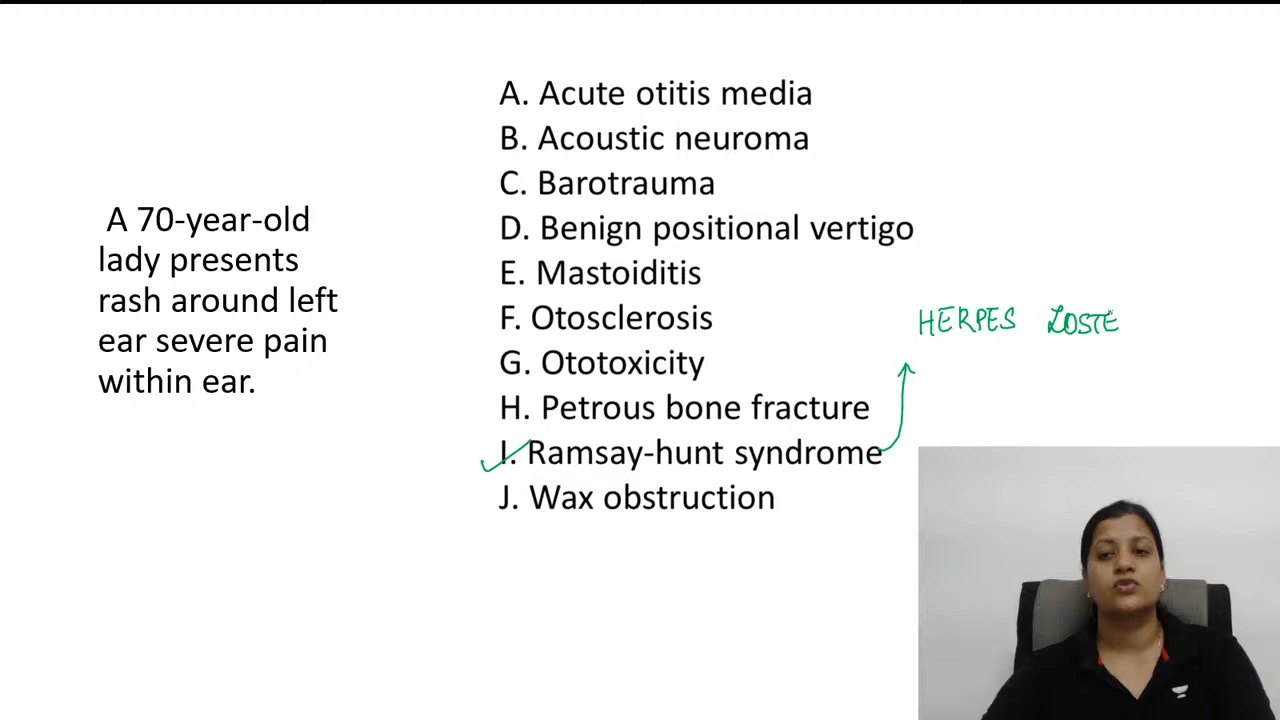 A 70-year-old
lady presents
rash around left
ear severe pain
within ear.
A. Acute otitis media
B. Acoustic neuroma
C. Barotrauma
D. Benign positional vertigo
E. Mastoiditis
F. Otosclerosis
G. Ototoxicity
H. Petrous bone fracture
I. Ramsay-hunt syndrome
J. Wax obstruction
HERPES ZOSTE